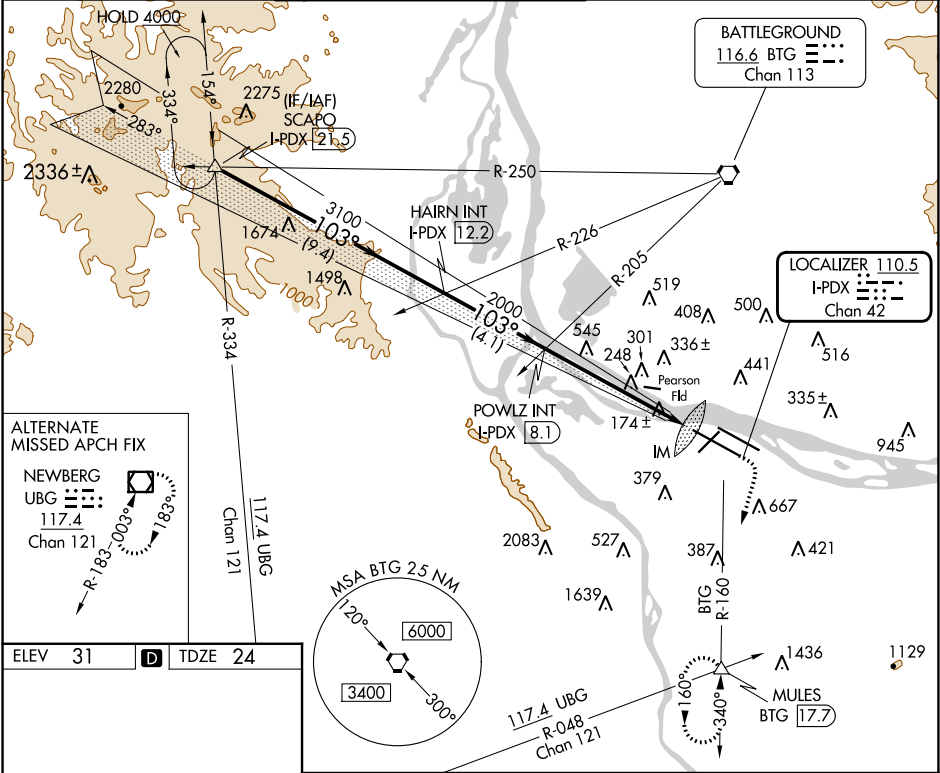 HOLD 4000
BATTLEGROUND
116.6 BTG
Chan 113
154°
334°
2280
283°
2275
(IF/IAF)
SCAPO
I-PDX 21.5
2336±
R-250
3100
103°
(9.4)
1674
1498
1000
HAIRN INT
I-PDX 12.2
R-226
R-205
LOCALIZER 110.5
I-PDX
Chan 42
2000
103°
(4.1)
519
408
500
545
301
336±
516
248
441
Pearson
Fld
335±
174±
945
POWLZ INT
I-PDX 8.1
IM
R-334
379
667
ALTERNATE
MISSED APCH FIX
NEWBERG
UBG
117.4
Chan 121
183°
R-183
003°
117.4 UBG
Chan 121
2083
527
387
421
1639
BTG
R-160
MSA BTG 25 NM
120°
6000
3400
300°
ELEV 31
D
TDZE 24
1436
1129
160°
340°
MULES
BTG 17.7
117.4 UBG
R-048
Chan 121